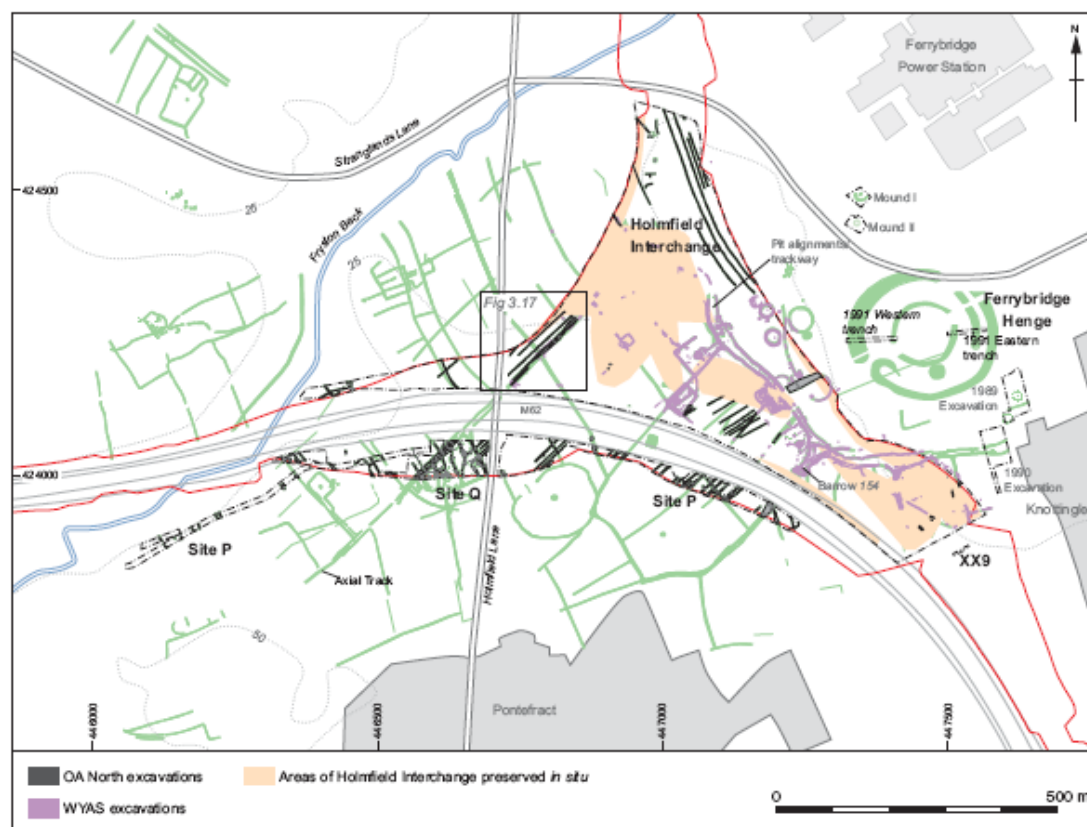 Ferrybridge
Power Station
N
Stranglands Lane
424500
25
Fryston Beck
25
Mound I
Mound II
Holmfield
Interchange
Pit alignments/
trackway
Fig 3.17
Ferrybridge
Henge
1991 Western
trench
1991 Eastern
trench
1989
Excavation
M62
424000
Site Q
Site P
Barrow 154
1990
Excavation
Knottingle
Site P
XX9
Axial Track
Holmfield Lane
50
446000
446500
447000
447500
Pontefract
OA North excavations
Areas of Holmfield Interchange preserved in situ
WYAS excavations
0
500 m